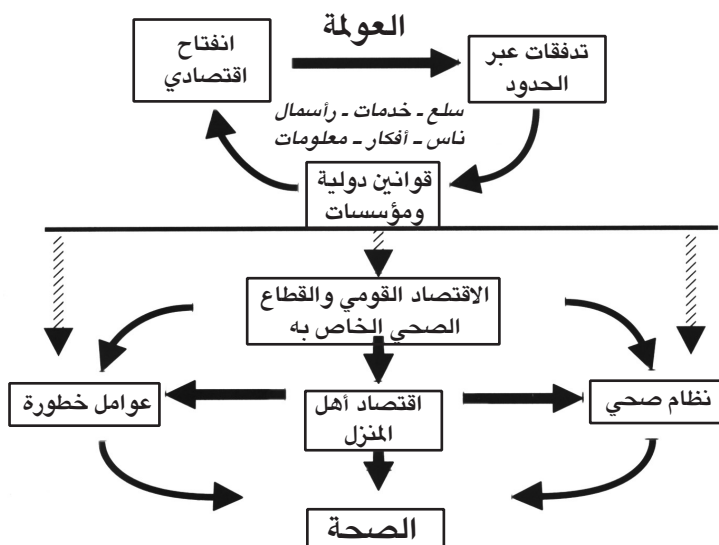 العولمة
تدفقات عبر
الحدود
انفتاح
اقتصادي
سلع ـ خدمات ـ رأسمال
ناس ـ أفكار ـ معلومات
قوانين دولية
ومؤسسات
الاقتصاد القومي والقطاع
الصحي الخاص به
نظام صحي
اقتصاد أهل
المنزل
عوامل خطورة
الصحة